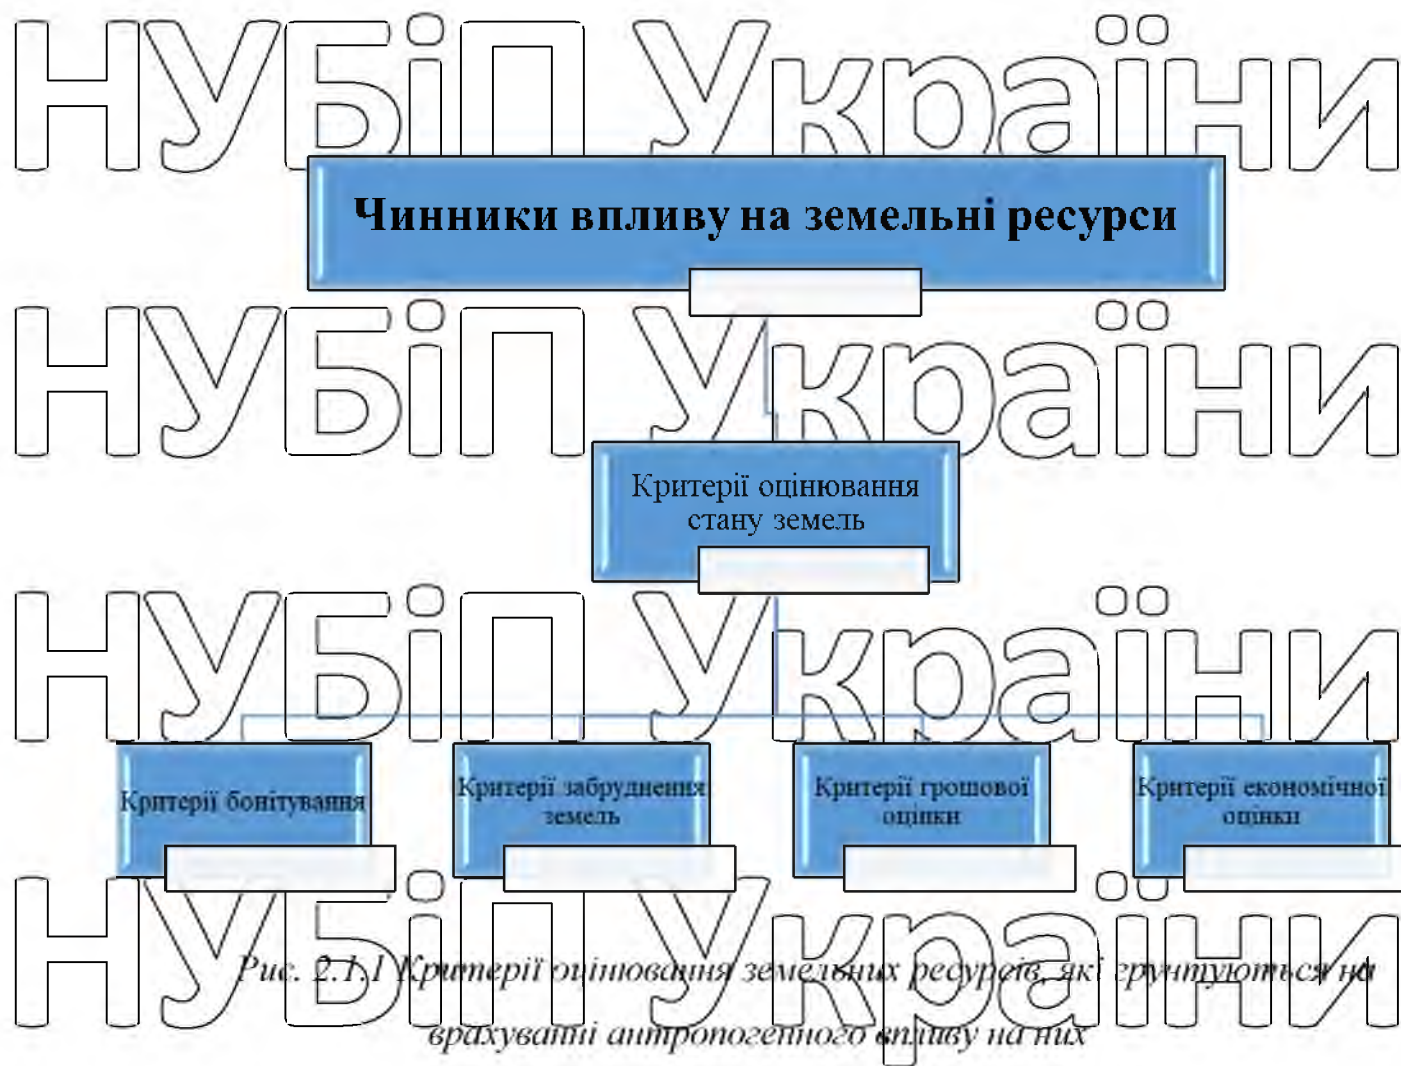 НУБіП України
Чинники впливу на земельні ресурси
НУБіП України
Критерії оцінювання
стану земель
НУБіП України
Критерії бонітування
Критерії забруднення
земель
Критерії грошової
оцінки
Критерії економічної
оцінки
НУБіП України
Рис. 2.1.1 Критерії оцінювання земельних ресурсів, які ґрунтуються на
врахуванні антропогенного впливу на них